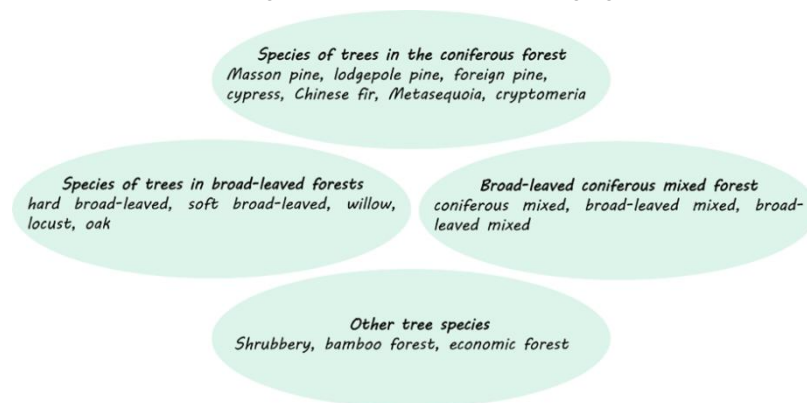 Species of trees in the coniferous forest
Masson pine, lodgepole pine, foreign pine,
cypress, Chinese fir, Metasequoia, cryptomeria
Species of trees in broad-leaved forests
hard broad-leaved, soft broad-leaved, willow,
locust, oak
Broad-leaved coniferous mixed forest
coniferous mixed, broad-leaved mixed, broad-
leaved mixed
Other tree species
Shrubbery, bamboo forest, economic forest